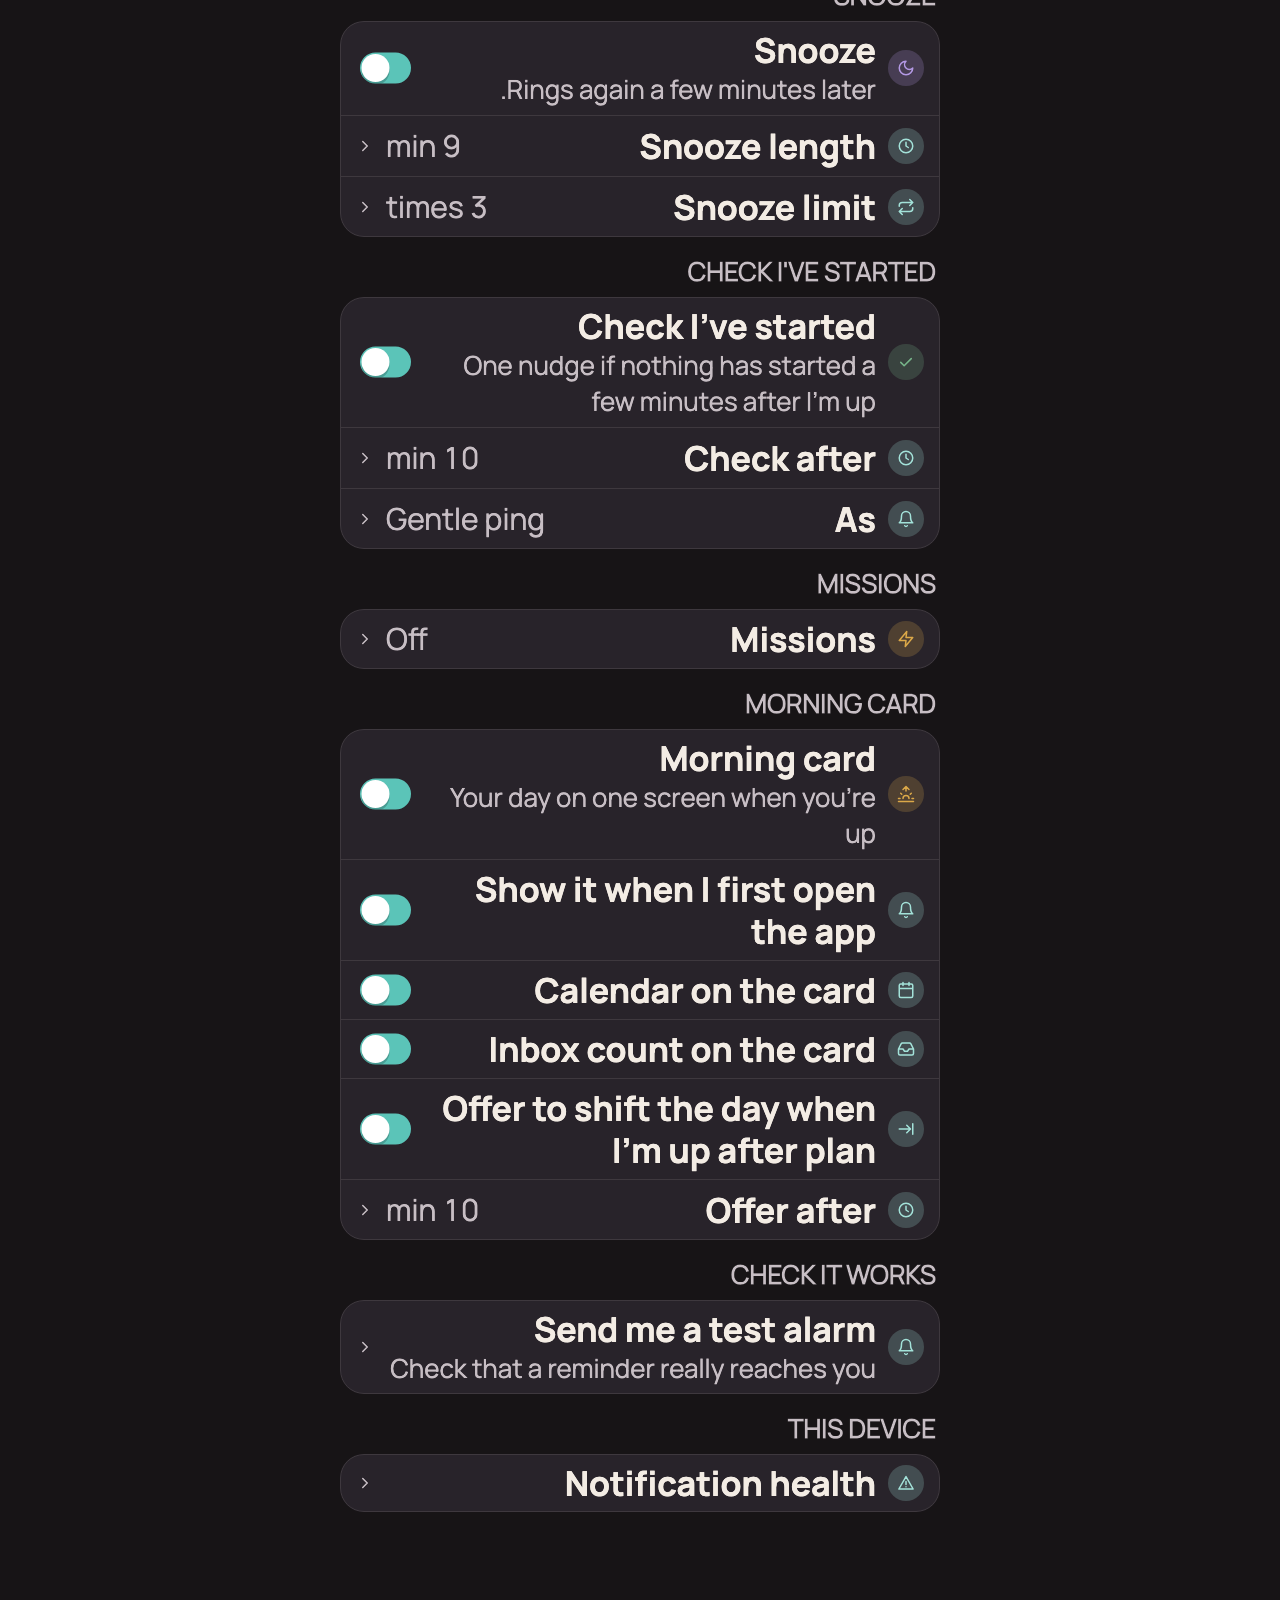 SNOOZE
Snooze
.Rings again a few minutes later
Snooze length
min 9
Snooze limit
times 3
CHECK I'VE STARTED
Check I’ve started
One nudge if nothing has started a
few minutes after I’m up
Check after
min 10
As
Gentle ping
MISSIONS
Missions
Off
MORNING CARD
Morning card
Your day on one screen when you’re
up
Show it when I first open
the app
Calendar on the card
Inbox count on the card
Offer to shift the day when
I’m up after plan
Offer after
min 10
CHECK IT WORKS
Send me a test alarm
Check that a reminder really reaches you
THIS DEVICE
Notification health